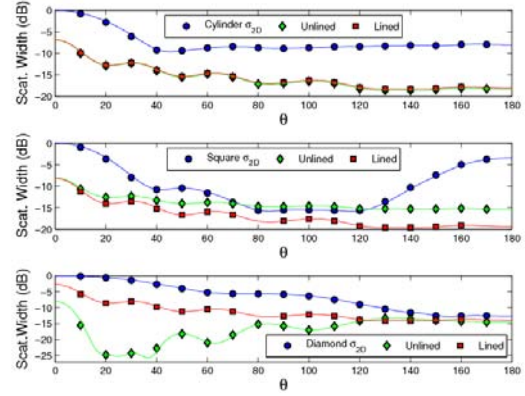 0
−5
−10
−15
−20
Scat. Width (dB)
Cylinder σ2D Unlined Lined
0 20 40 60 80 100 120 140 160 180
θ
0
−5
−10
−15
−20
Scat. Width (dB)
Square σ2D Unlined Lined
0 20 40 60 80 100 120 140 160 180
θ
0
−5
−10
−15
−20
−25
Scat.Width (dB)
Diamond σ2D Unlined Lined
0 20 40 60 80 100 120 140 160 180
θ